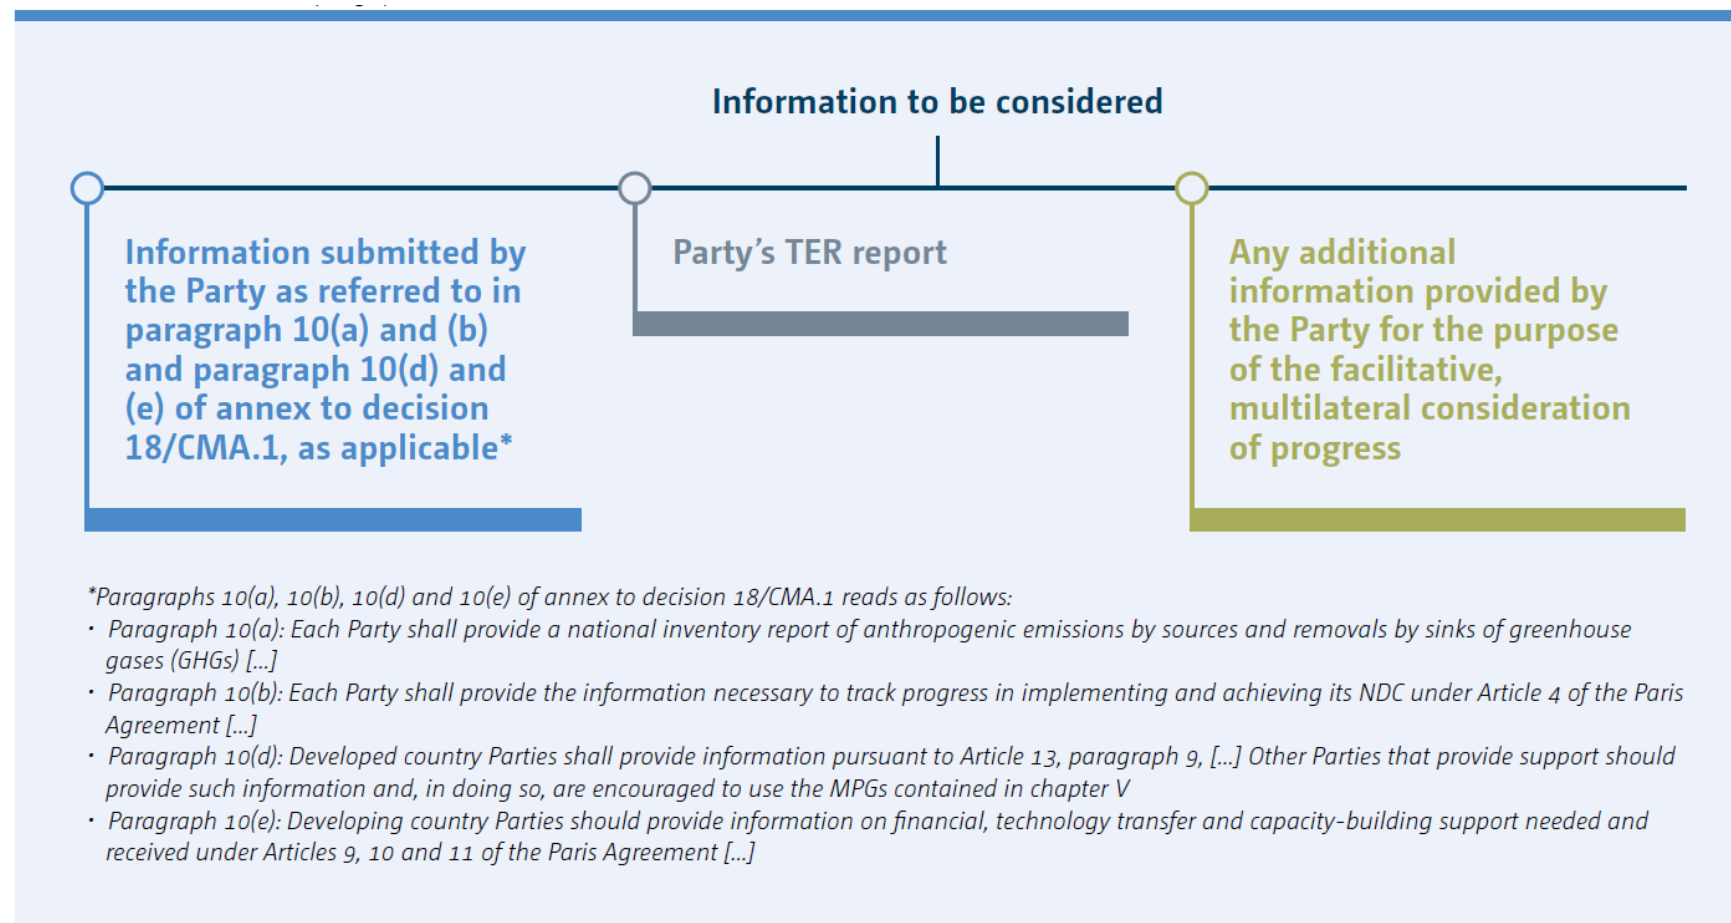 Information to be considered
Information submitted by
the Party as referred to in
paragraph 10(a) and (b)
and paragraph 10(d) and
(e) of annex to decision
18/CMA.1, as applicable*
Party's TER report
Any additional
information provided by
the Party for the purpose
of the facilitative,
multilateral consideration
of progress
*Paragraphs 10(a), 10(b), 10(d) and 10(e) of annex to decision 18/CMA.1 reads as follows:
• Paragraph 10(a): Each Party shall provide a national inventory report of anthropogenic emissions by sources and removals by sinks of greenhouse
gases (GHGs) [...]
• Paragraph 10(b): Each Party shall provide the information necessary to track progress in implementing and achieving its NDC under Article 4 of the Paris
Agreement [...]
• Paragraph 10(d): Developed country Parties shall provide information pursuant to Article 13, paragraph 9, [...] Other Parties that provide support should
provide such information and, in doing so, are encouraged to use the MPGs contained in chapter V
• Paragraph 10(e): Developing country Parties should provide information on financial, technology transfer and capacity-building support needed and
received under Articles 9, 10 and 11 of the Paris Agreement [...]